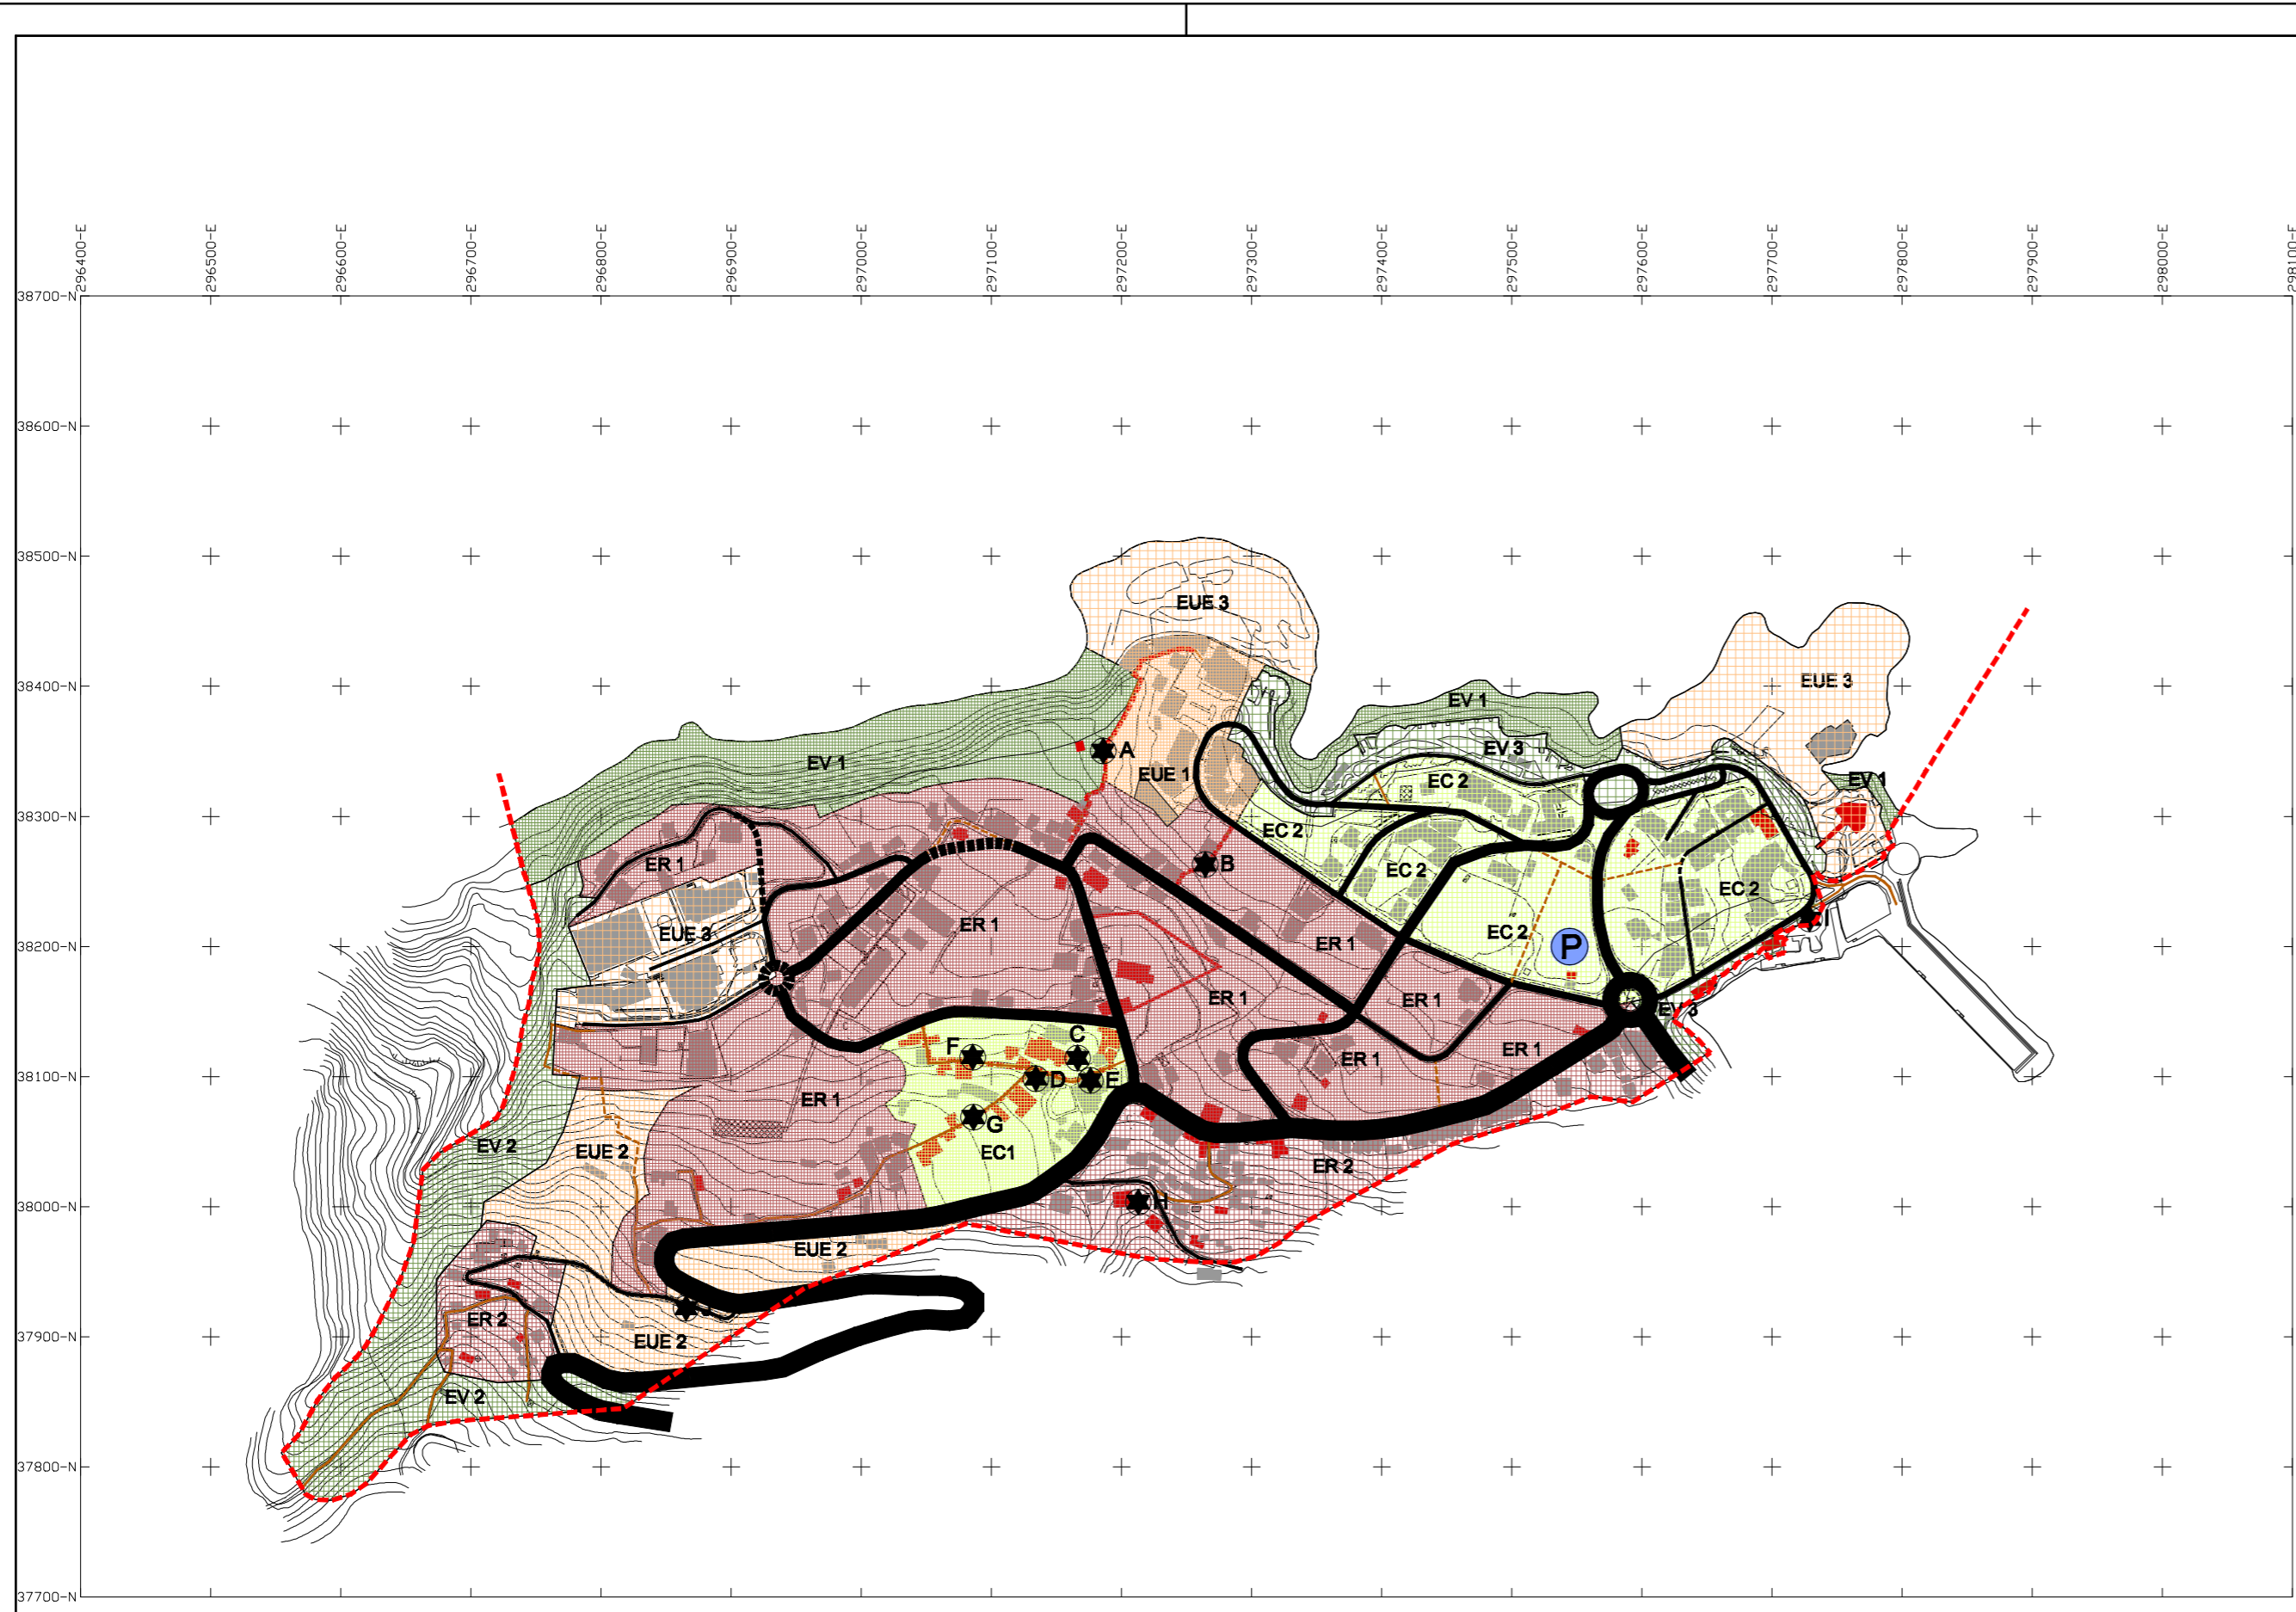 296400-E
296500-E
296600-E
296700-E
296800-E
296900-E
297000-E
297100-E
297200-E
297300-E
297400-E
297500-E
297600-E
297700-E
297800-E
297900-E
298000-E
298100-E
38700-N
38600-N
38500-N
EUE 3
38400-N
EUE 3
EV 1
EV 3
A
EV 1
EUE 1
EC 2
EV 1
38300-N
EC 2
ER 1
B
EC 2
EC 2
ER 1
EUE 3
ER 1
EC 2
P
I
38200-N
ER 1
ER 1
EV 3
C
F
ER 1
ER 1
D
E
38100-N
ER 1
G
EV 2
EUE 2
EC1
ER 2
38000-N
H
EUE 2
ER 2
EUE 2
37900-N
EV 2
37800-N
37700-N